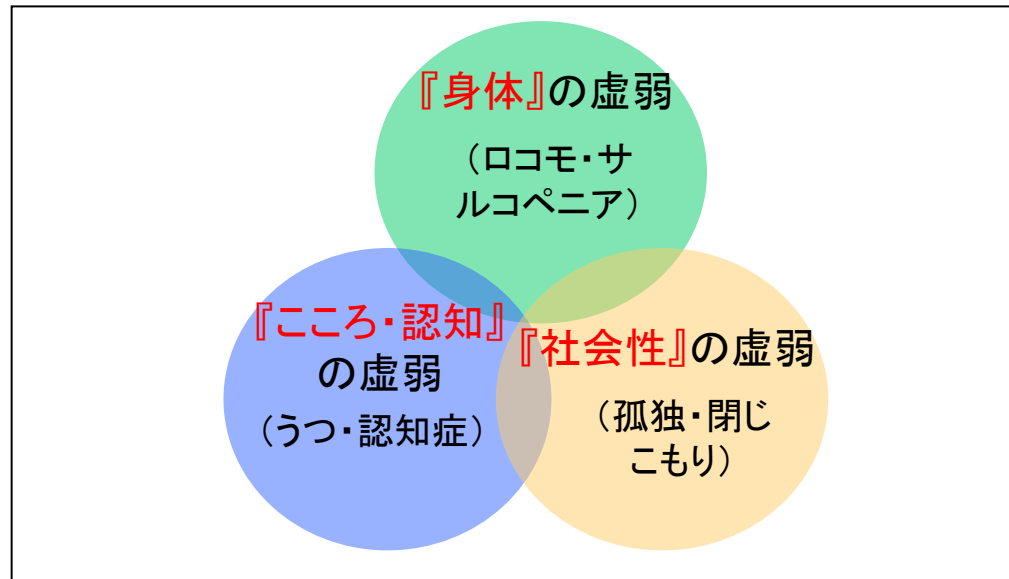 『身体』の虚弱
（ロコモ・サ
ルコペニア）
『こころ・認知』
の虚弱
（うつ・認知症）
『社会性』の虚弱
（孤独・閉じ
こもり）